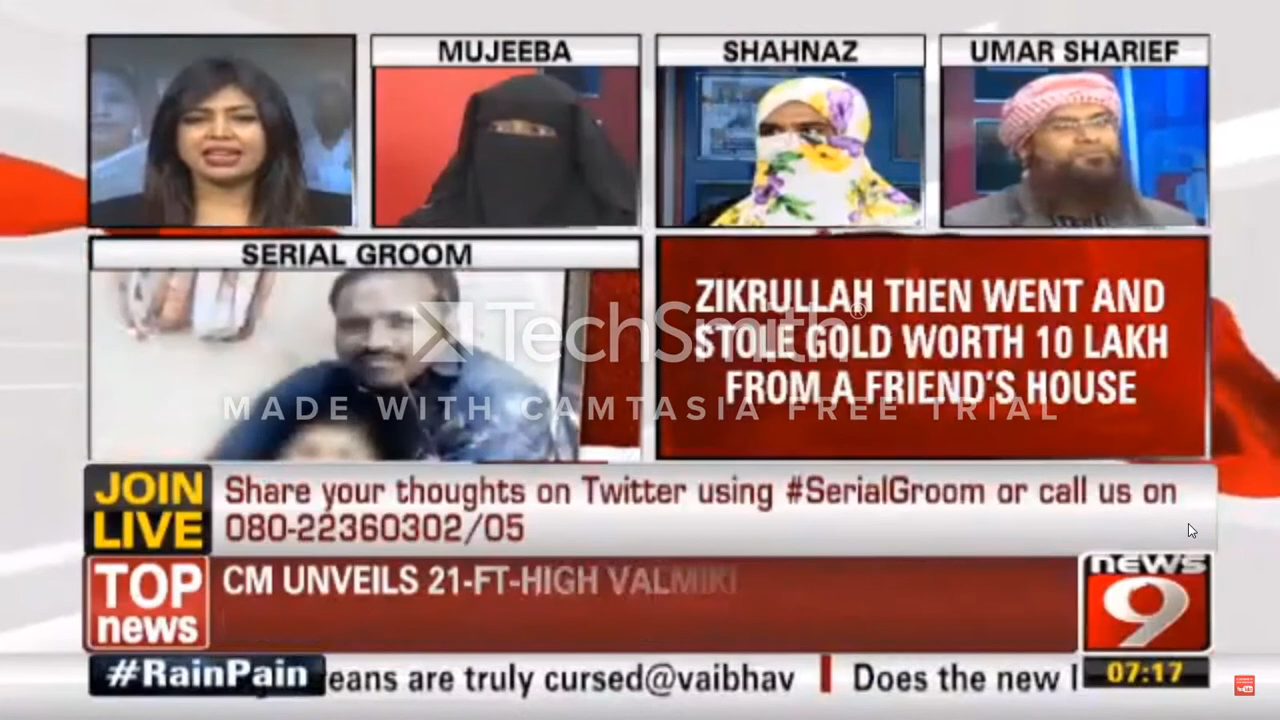 MUJEEBA
SHAHNAZ
UMAR SHARIEF
SERIAL GROOM
ZIKRULLAH THEN WENT AND
STOLE GOLD WORTH 10 LAKH
FROM A FRIEND'S HOUSE
TechSmith®
MADE WITH CAMTASIA FREE TRIAL
JOIN
LIVE
Share your thoughts on Twitter using #SerialGroom or call us on
080-22360302/05
TOP
news
CM UNVEILS 21-FT-HIGH VALMIKI
NEWS
9
#RainPain
eans are truly cursed@vaibhav
Does the new
07:17